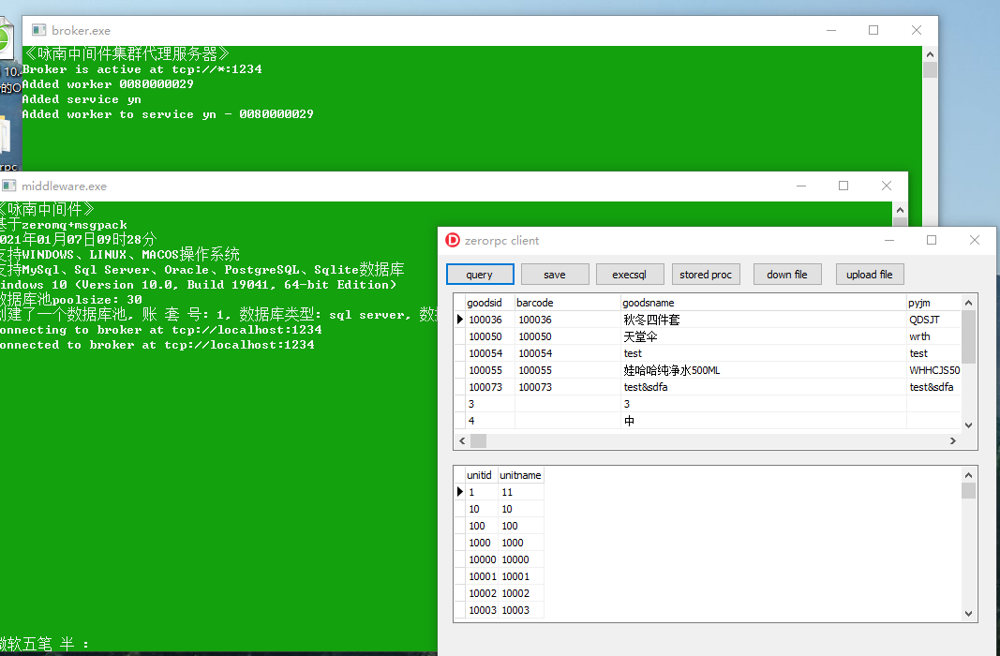 broker.exe
《咏南中间件集群代理服务器》
Broker is active at tcp://*:1234
Added worker 0080000029
Added service yn
Added worker to service yn - 0080000029
10.
的O
rpc
middleware.exe
《咏南中间件》
基于zeromq+msgpack
021年01月07日09时28分
支持WINDOWS、LINUX、MACOS操作系统
支持MySql、Sql Server、Oracle、PostgreSQL、Sqlite数据库
indows 10 (Version 10.0, Build 19041, 64-bit Edition)
数据库池poolsize: 30
创建了一个数据库池, 账 套 号: 1, 数据库类型: sql server, 数据
onnecting to broker at tcp://localhost:1234
onnected to broker at tcp://localhost:1234
微软五笔 半 :
zerorpc client
query save execsql stored proc down file upload file
goodsid barcode goodsname pyjm
100036 100036 秋冬四件套 QDSJT
100050 100050 天堂伞 wrth
100054 100054 test test
100055 100055 娃哈哈纯净水500ML WHHCJS50
100073 100073 test&sdfa test&sdfa
3 3
4 中
unitid unitname
1 11
10 10
100 100
1000 1000
10000 10000
10001 10001
10002 10002
10003 10003